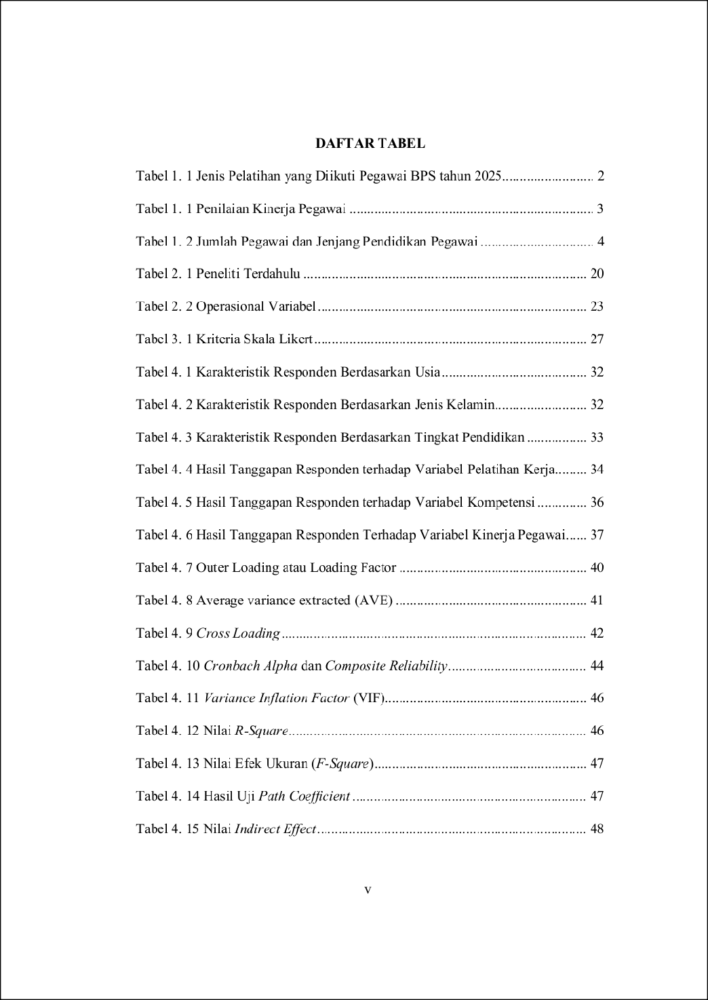 DAFTAR TABEL
Tabel 1. 1 Jenis Pelatihan yang Diikuti Pegawai BPS tahun 2025.......................... 2
Tabel 1. 1 Penilaian Kinerja Pegawai ..................................................................... 3
Tabel 1. 2 Jumlah Pegawai dan Jenjang Pendidikan Pegawai ................................ 4
Tabel 2. 1 Peneliti Terdahulu ................................................................................ 20
Tabel 2. 2 Operasional Variabel............................................................................ 23
Tabel 3. 1 Kriteria Skala Likert............................................................................. 27
Tabel 4. 1 Karakteristik Responden Berdasarkan Usia......................................... 32
Tabel 4. 2 Karakteristik Responden Berdasarkan Jenis Kelamin.......................... 32
Tabel 4. 3 Karakteristik Responden Berdasarkan Tingkat Pendidikan ................. 33
Tabel 4. 4 Hasil Tanggapan Responden terhadap Variabel Pelatihan Kerja......... 34
Tabel 4. 5 Hasil Tanggapan Responden terhadap Variabel Kompetensi .............. 36
Tabel 4. 6 Hasil Tanggapan Responden Terhadap Variabel Kinerja Pegawai...... 37
Tabel 4. 7 Outer Loading atau Loading Factor ..................................................... 40
Tabel 4. 8 Average variance extracted (AVE) ...................................................... 41
Tabel 4. 9 Cross Loading...................................................................................... 42
Tabel 4. 10 Cronbach Alpha dan Composite Reliability....................................... 44
Tabel 4. 11 Variance Inflation Factor (VIF)......................................................... 46
Tabel 4. 12 Nilai R-Square.................................................................................... 46
Tabel 4. 13 Nilai Efek Ukuran (F-Square)............................................................ 47
Tabel 4. 14 Hasil Uji Path Coefficient .................................................................. 47
Tabel 4. 15 Nilai Indirect Effect............................................................................ 48
v